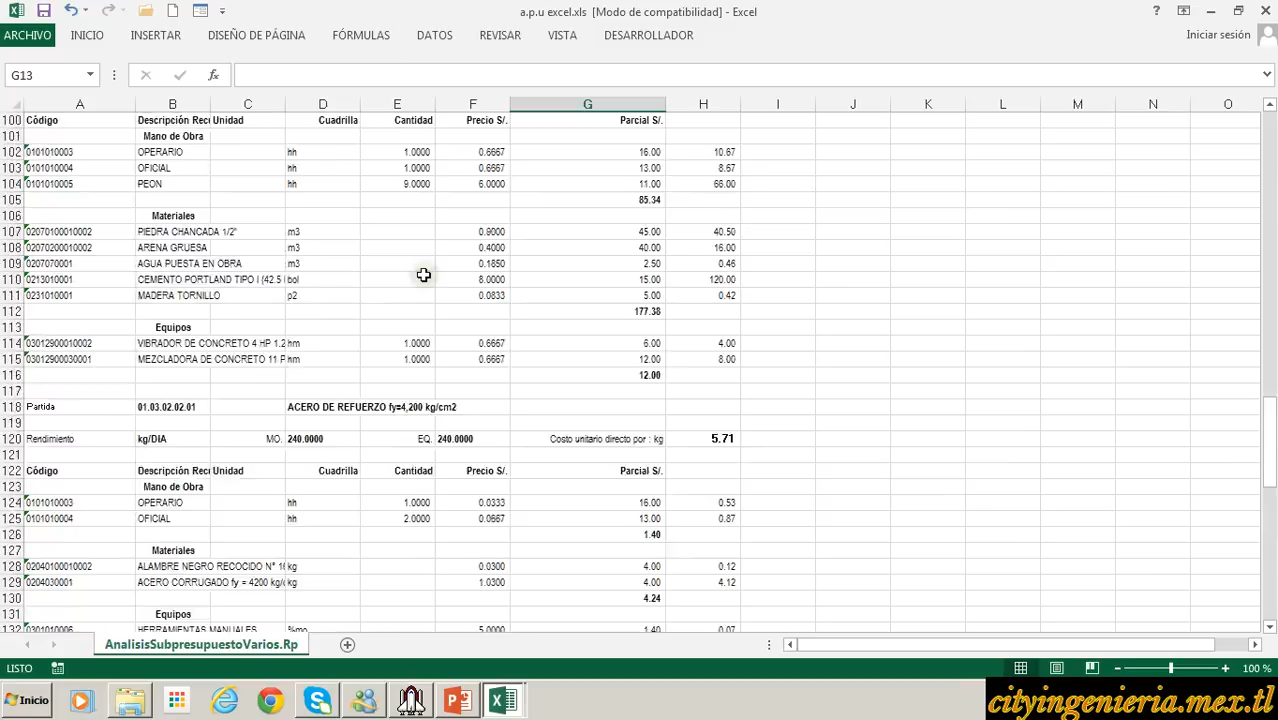 a.p.u excel.xls [Modo de compatibilidad] - Excel
ARCHIVO INICIO INSERTAR DISEÑO DE PÁGINA FÓRMULAS DATOS REVISAR VISTA DESARROLLADOR Iniciar sesión
G13 fx
A B C D E F G H I J K L M N O
100 Código Descripción Recu Unidad Cuadrilla Cantidad Precio S/. Parcial S/.
101 Mano de Obra
102 0101010003 OPERARIO hh 1.0000 0.6667 16.00 10.67
103 0101010004 OFICIAL hh 1.0000 0.6667 13.00 8.67
104 0101010005 PEON hh 9.0000 6.0000 11.00 66.00
105 85.34
106 Materiales
107 02070100010002 PIEDRA CHANCADA 1/2" m3 0.9000 45.00 40.50
108 02070200010002 ARENA GRUESA m3 0.4000 40.00 16.00
109 0207070001 AGUA PUESTA EN OBRA m3 0.1850 2.50 0.46
110 0213010001 CEMENTO PORTLAND TIPO I (42.5 bol 8.0000 15.00 120.00
111 0231010001 MADERA TORNILLO p2 0.0833 5.00 0.42
112 177.38
113 Equipos
114 03012900010002 VIBRADOR DE CONCRETO 4 HP 1.2 hm 1.0000 0.6667 6.00 4.00
115 03012900030001 MEZCLADORA DE CONCRETO 11 P hm 1.0000 0.6667 12.00 8.00
116 12.00
117
118 Partida 01.03.02.02.01 ACERO DE REFUERZO fy=4,200 kg/cm2
119
120 Rendimiento kg/DIA MO. 240.0000 EQ. 240.0000 Costo unitario directo por : kg 5.71
121
122 Código Descripción Recu Unidad Cuadrilla Cantidad Precio S/. Parcial S/.
123 Mano de Obra
124 0101010003 OPERARIO hh 1.0000 0.0333 16.00 0.53
125 0101010004 OFICIAL hh 2.0000 0.0667 13.00 0.87
126 1.40
127 Materiales
128 02040100010002 ALAMBRE NEGRO RECOCIDO N° 16 kg 0.0300 4.00 0.12
129 0204030001 ACERO CORRUGADO fy = 4200 kg/ kg 1.0300 4.00 4.12
130 4.24
131 Equipos
132 0301010006 HERRAMIENTAS MANUALES %mo 5.0000 1.40 0.07
AnalisisSubpresupuestoVarios.Rp
LISTO 100 %
Inicio
cityingenieria.mex.tl